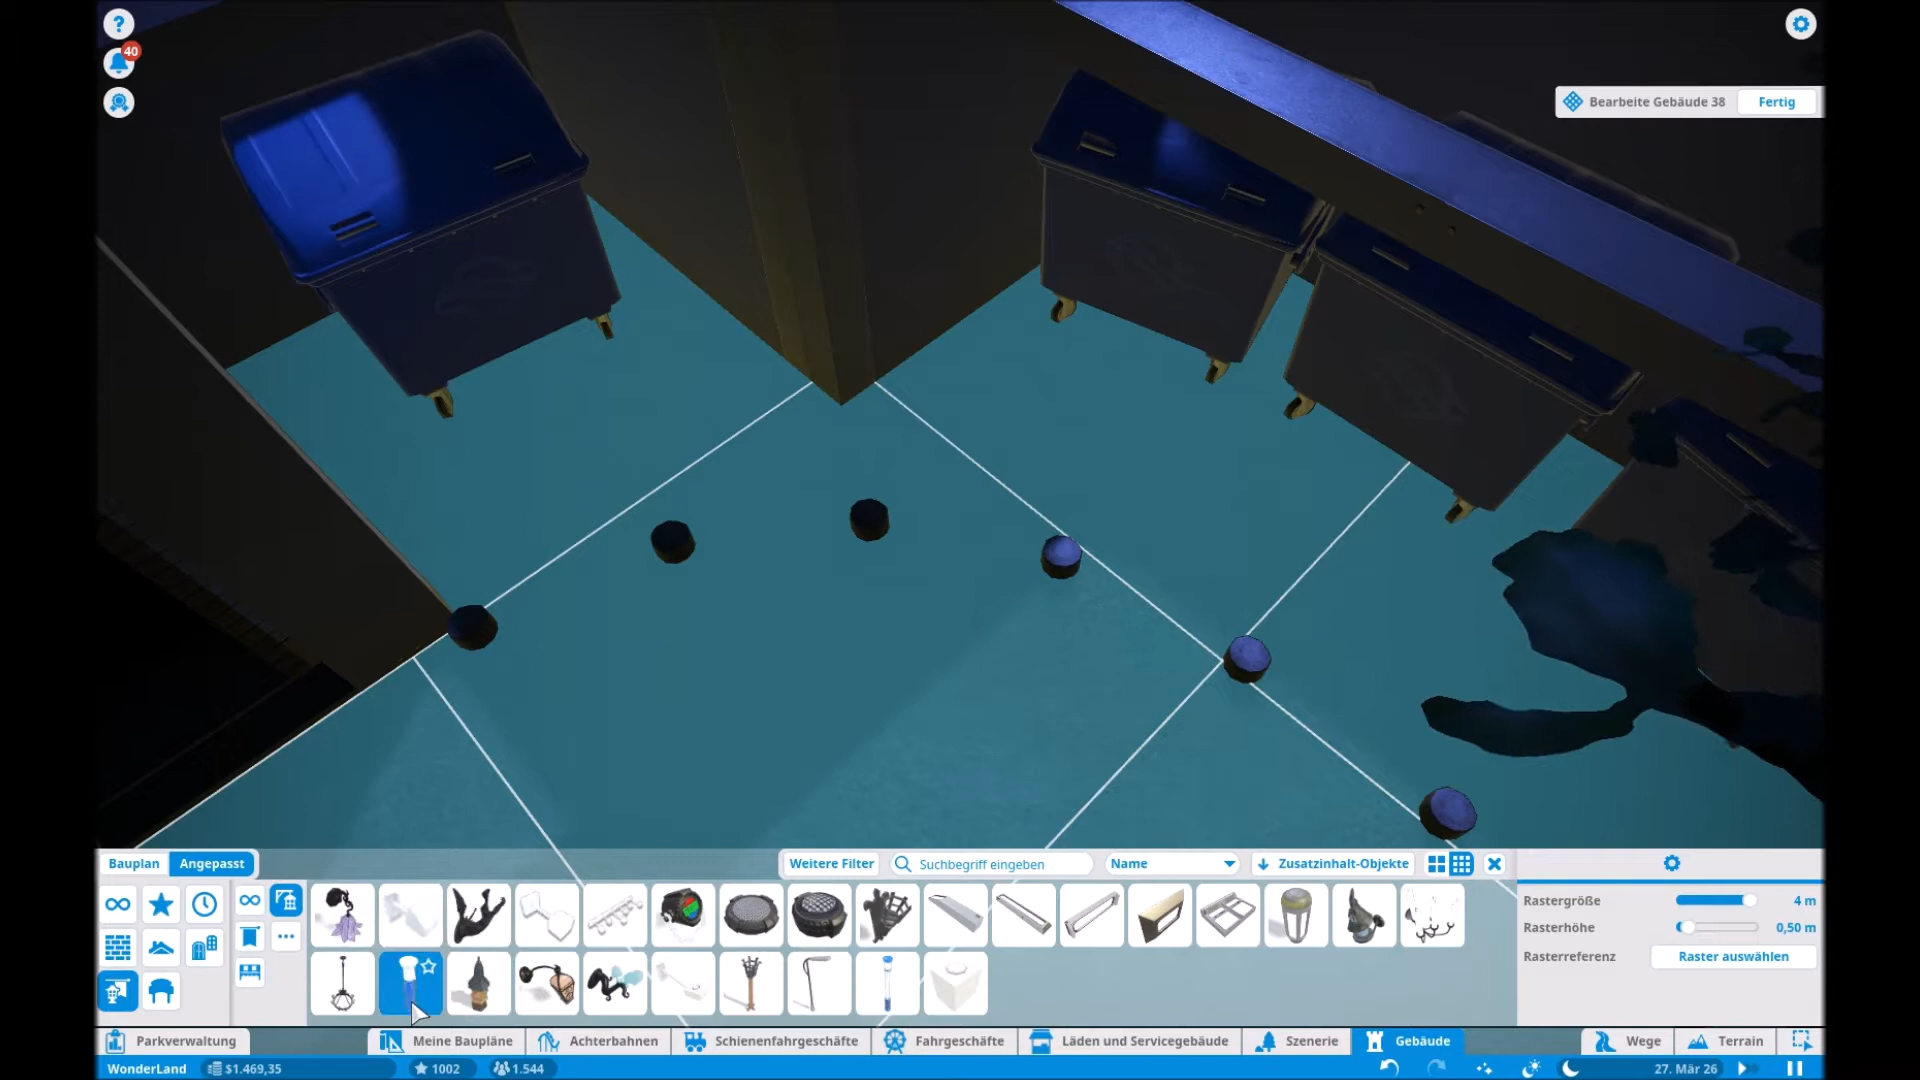 ?
40
Bearbeite Gebäude 38 Fertig
Bauplan Angepasst Weitere Filter Suchbegriff eingeben Name Zusatzinhalt-Objekte
Rastergröße 4 m
Rasterhöhe 0,50 m
Rasterreferenz Raster auswählen
Parkverwaltung Meine Baupläne Achterbahnen Schienenfahrgeschäfte Fahrgeschäfte Läden und Servicegebäude Szenerie Gebäude Wege Terrain
WonderLand $1.469,35 1002 1.544 27. Mär 26